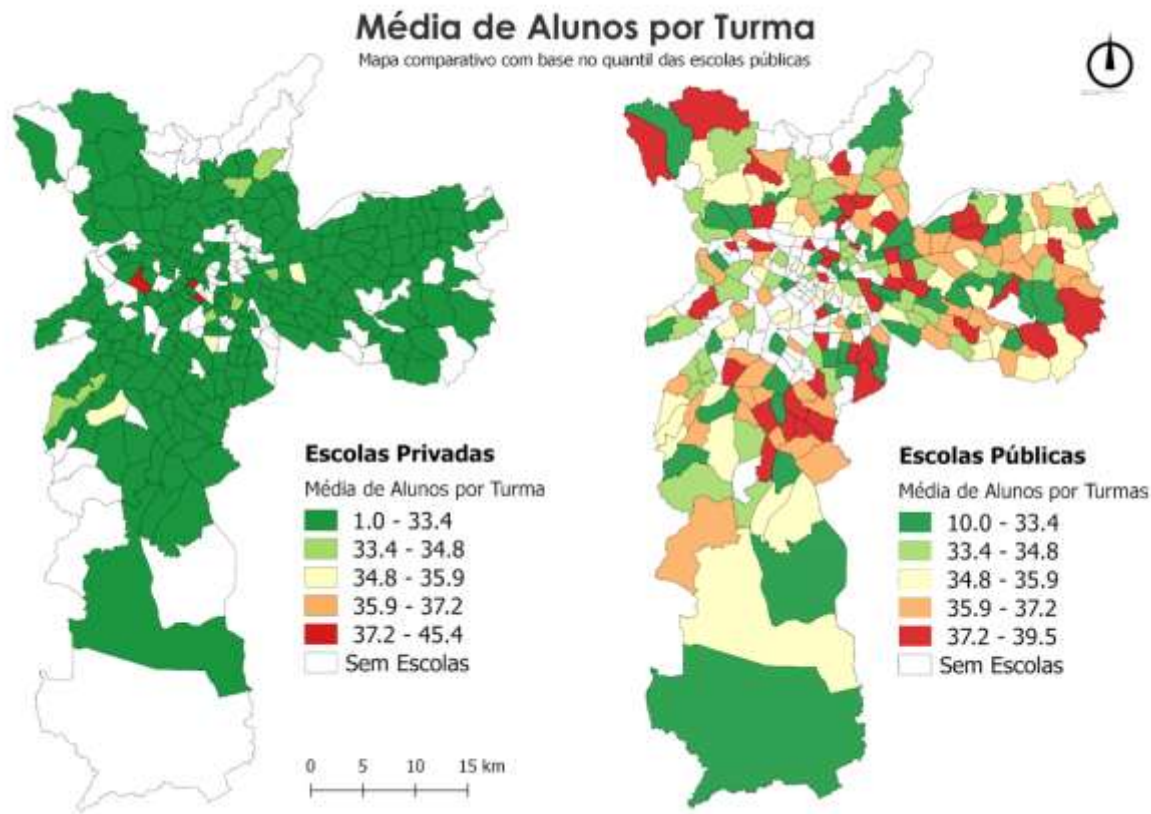 Média de Alunos por Turma
Mapa comparativo com base no quantil das escolas públicas
Escolas Privadas
Média de Alunos por Turma
1.0 - 33.4
33.4 - 34.8
34.8 - 35.9
35.9 - 37.2
37.2 - 45.4
Sem Escolas
0 5 10 15 km
Escolas Públicas
Média de Alunos por Turmas
10.0 - 33.4
33.4 - 34.8
34.8 - 35.9
35.9 - 37.2
37.2 - 39.5
Sem Escolas